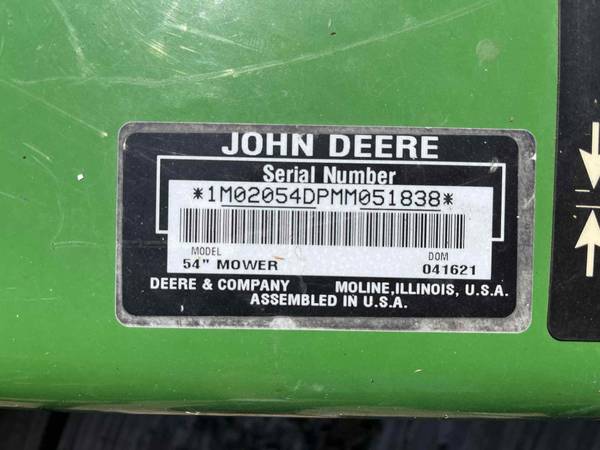 JOHN DEERE
Serial Number
*1M02054DPMM051838*
MODEL DOM
54" MOWER 041621
DEERE & COMPANY MOLINE,ILLINOIS, U.S.A.
ASSEMBLED IN U.S.A.